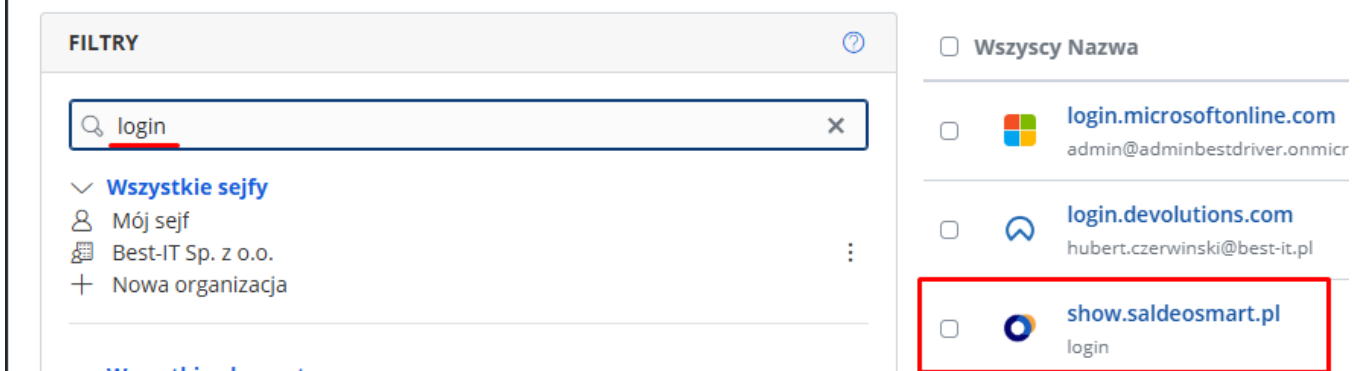 FILTRY
login
Wszystkie sejfy
Mój sejf
Best-IT Sp. z o.o.
Nowa organizacja
Wszyscy Nazwa
login.microsoftonline.com
admin@adminbestdriver.onmicr
login.devolutions.com
hubert.czerwinski@best-it.pl
show.saldeosmart.pl
login